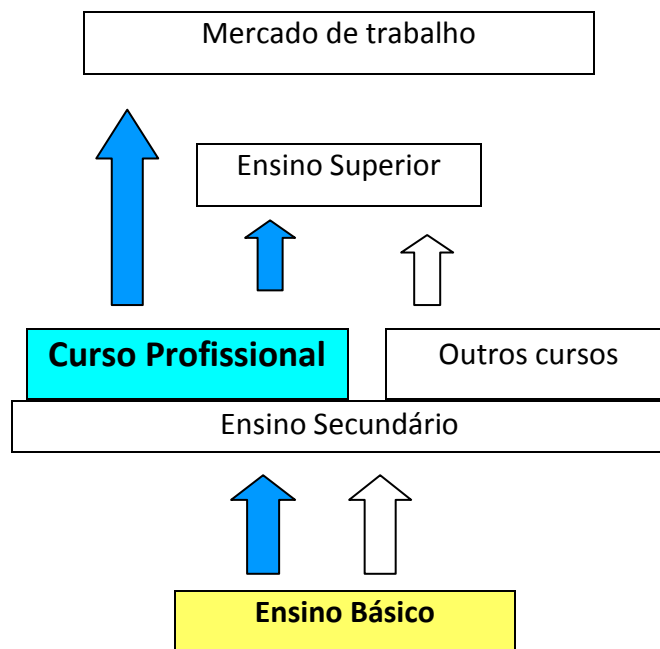 Mercado de trabalho
Ensino Superior
Curso Profissional
Outros cursos
Ensino Secundário
Ensino Básico